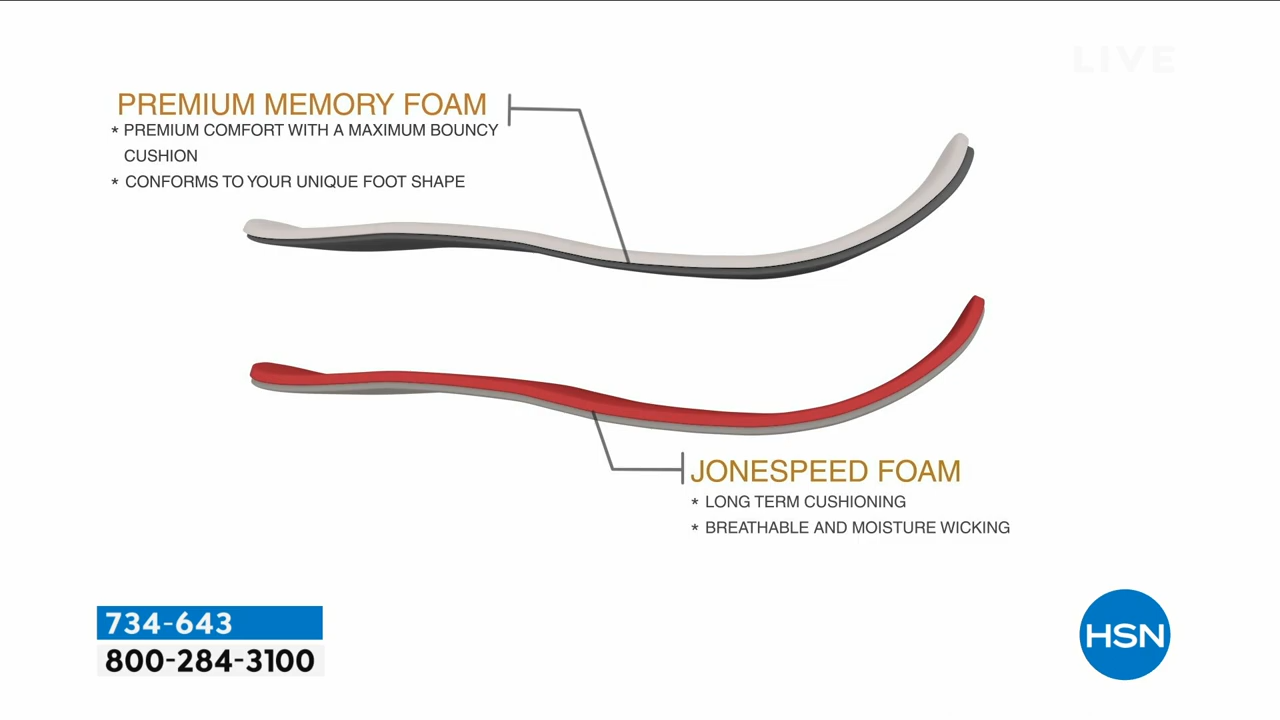 LIVE
PREMIUM MEMORY FOAM
* PREMIUM COMFORT WITH A MAXIMUM BOUNCY
CUSHION
* CONFORMS TO YOUR UNIQUE FOOT SHAPE
JONESPEED FOAM
* LONG TERM CUSHIONING
* BREATHABLE AND MOISTURE WICKING
734-643
800-284-3100
HSN